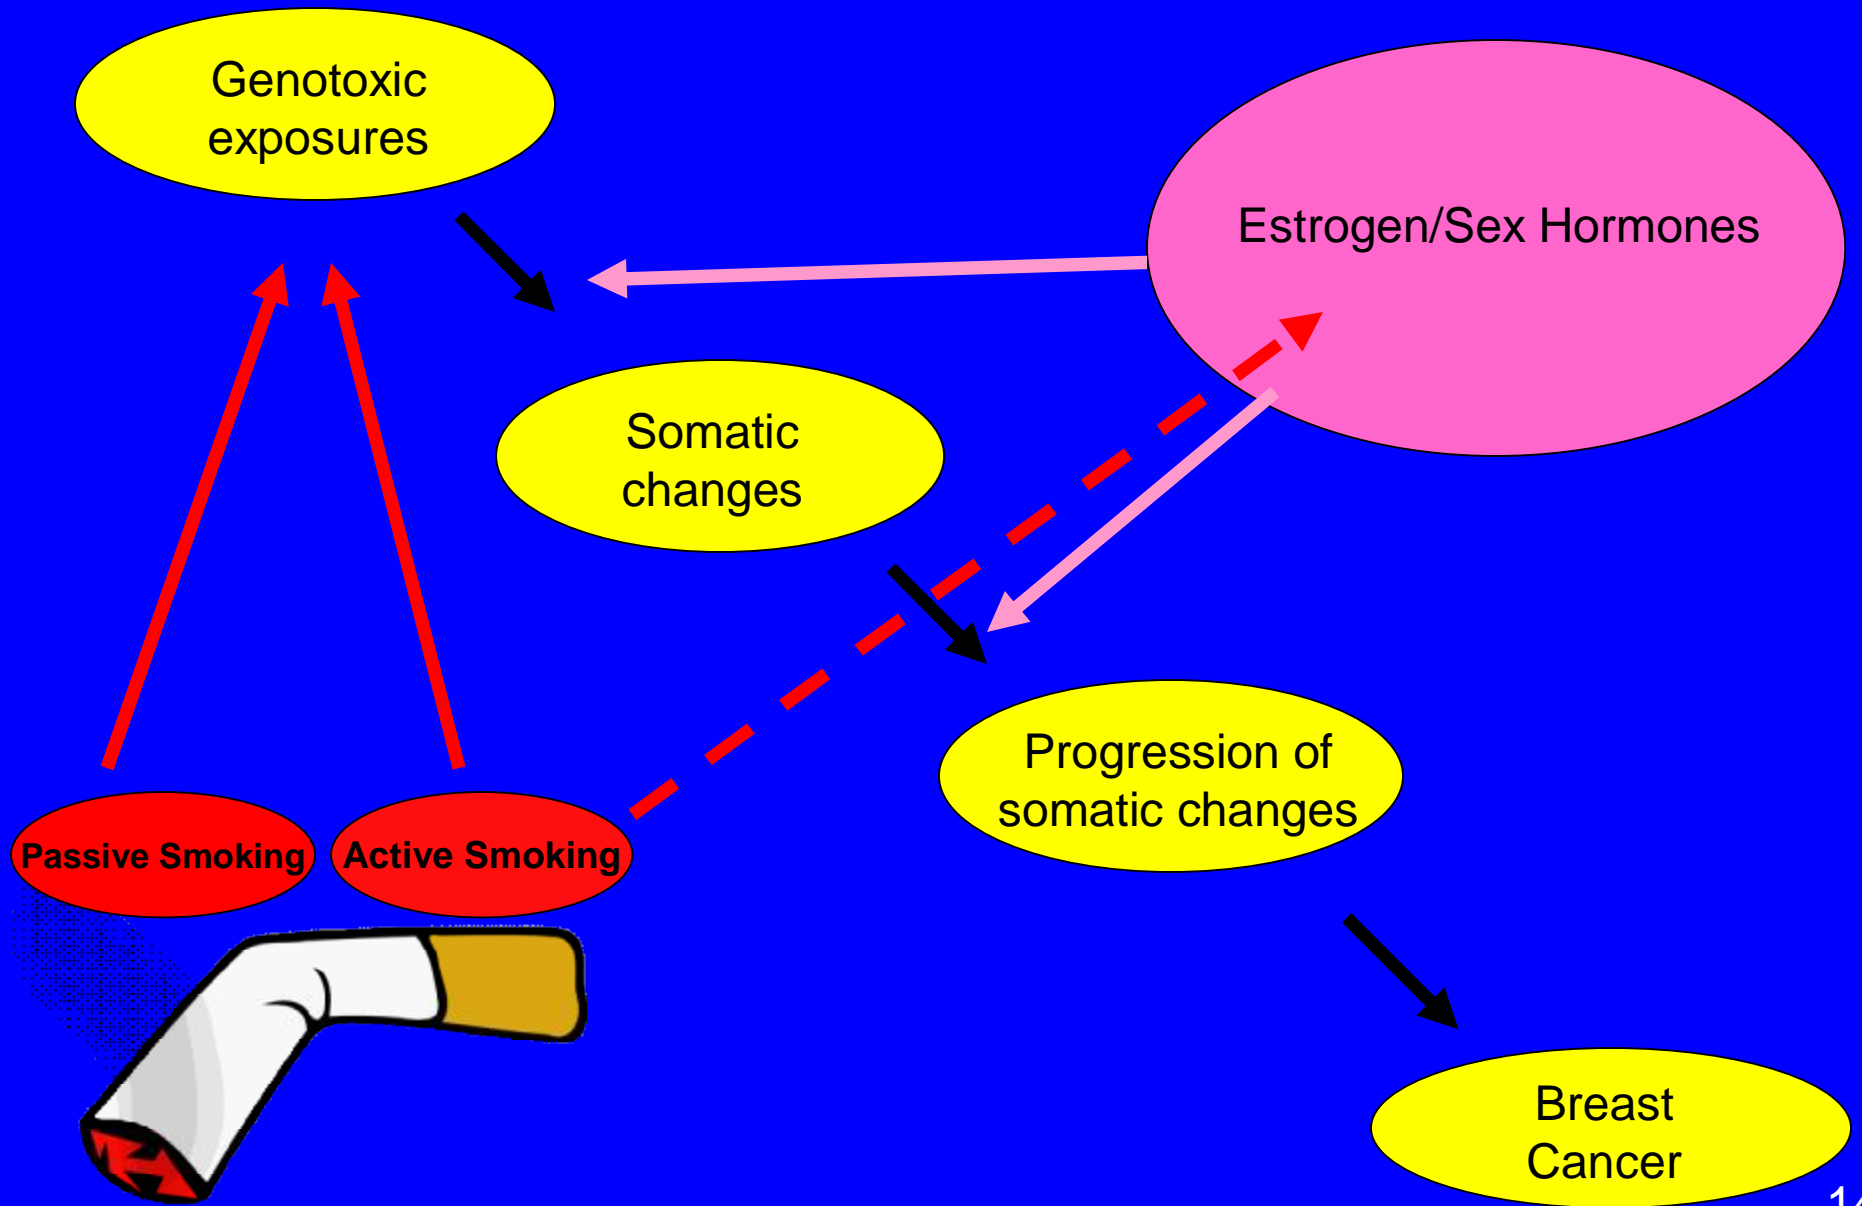 Genotoxic
exposures
Estrogen/Sex Hormones
Somatic
changes
Progression of
somatic changes
Passive Smoking
Active Smoking
Breast
Cancer